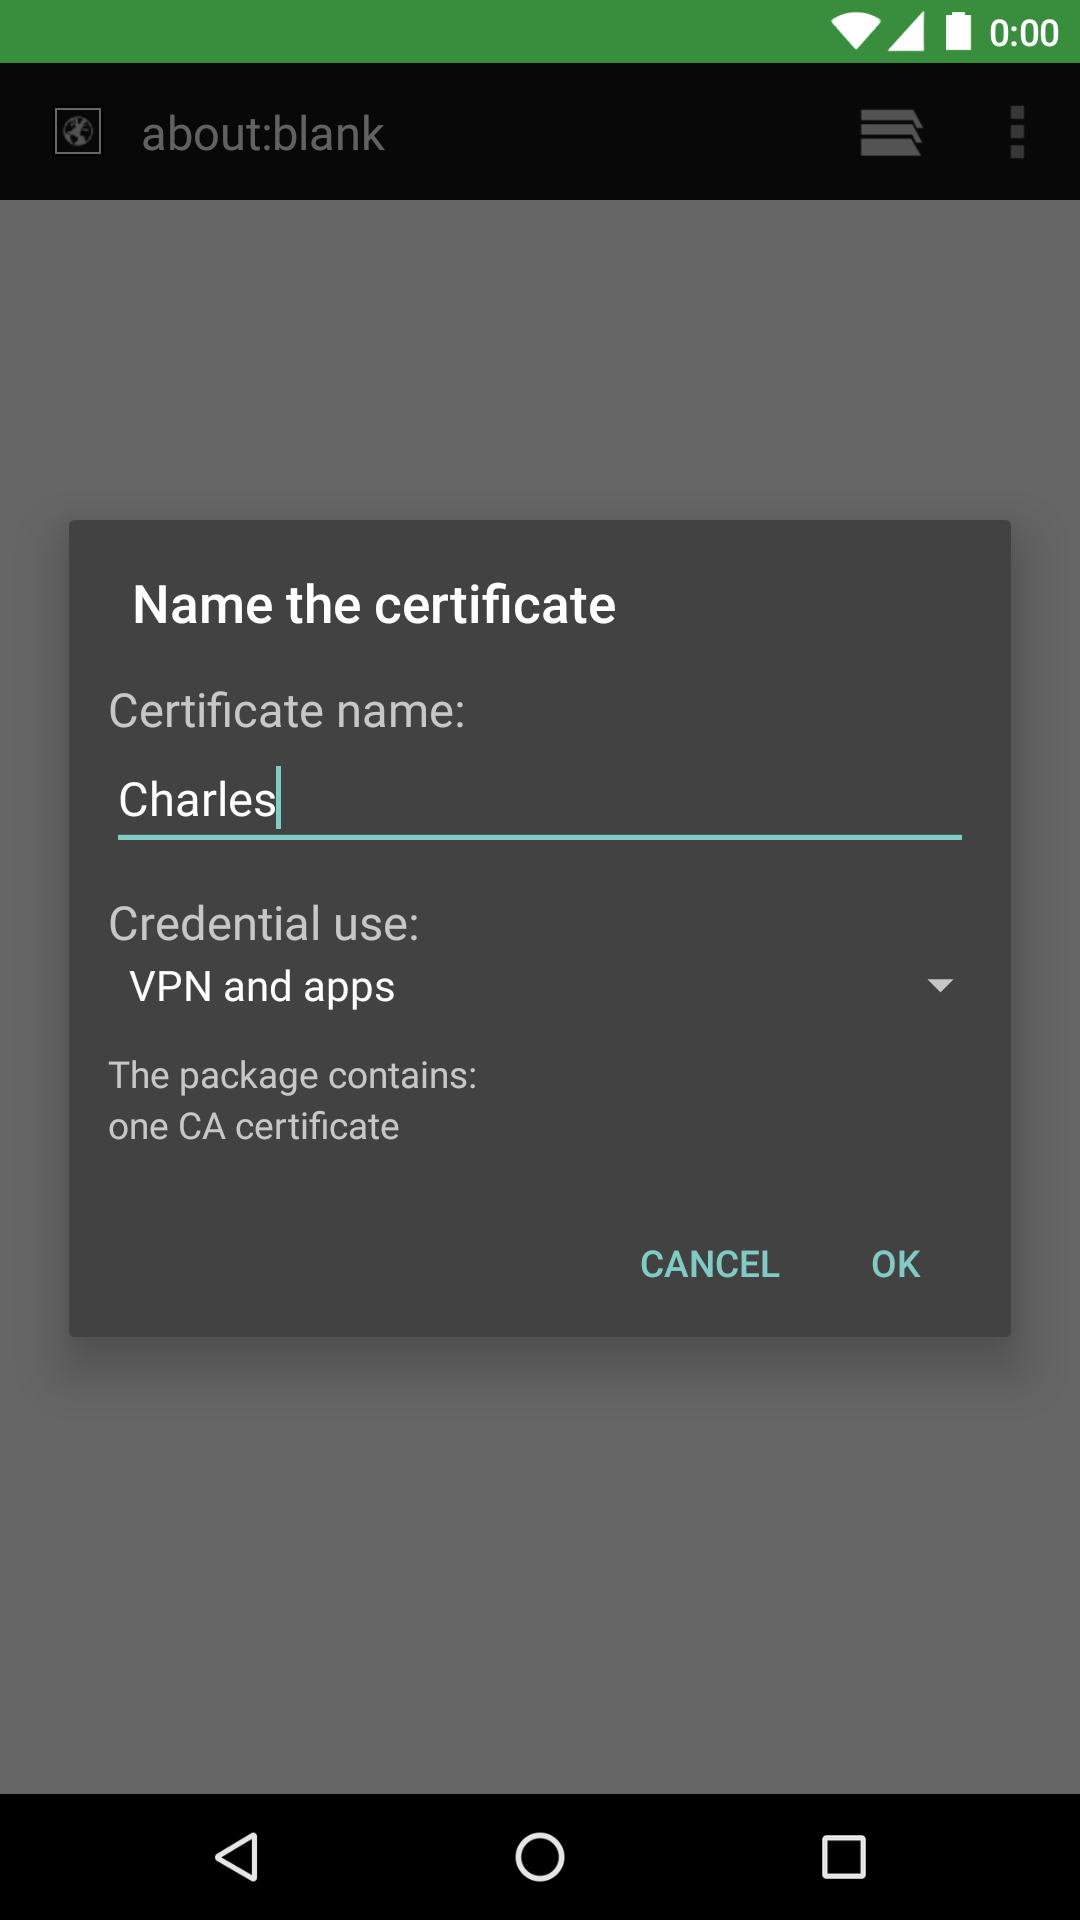 0:00
about:blank
Name the certificate
Certificate name:
Charles
Credential use:
VPN and apps
The package contains:
one CA certificate
CANCEL OK